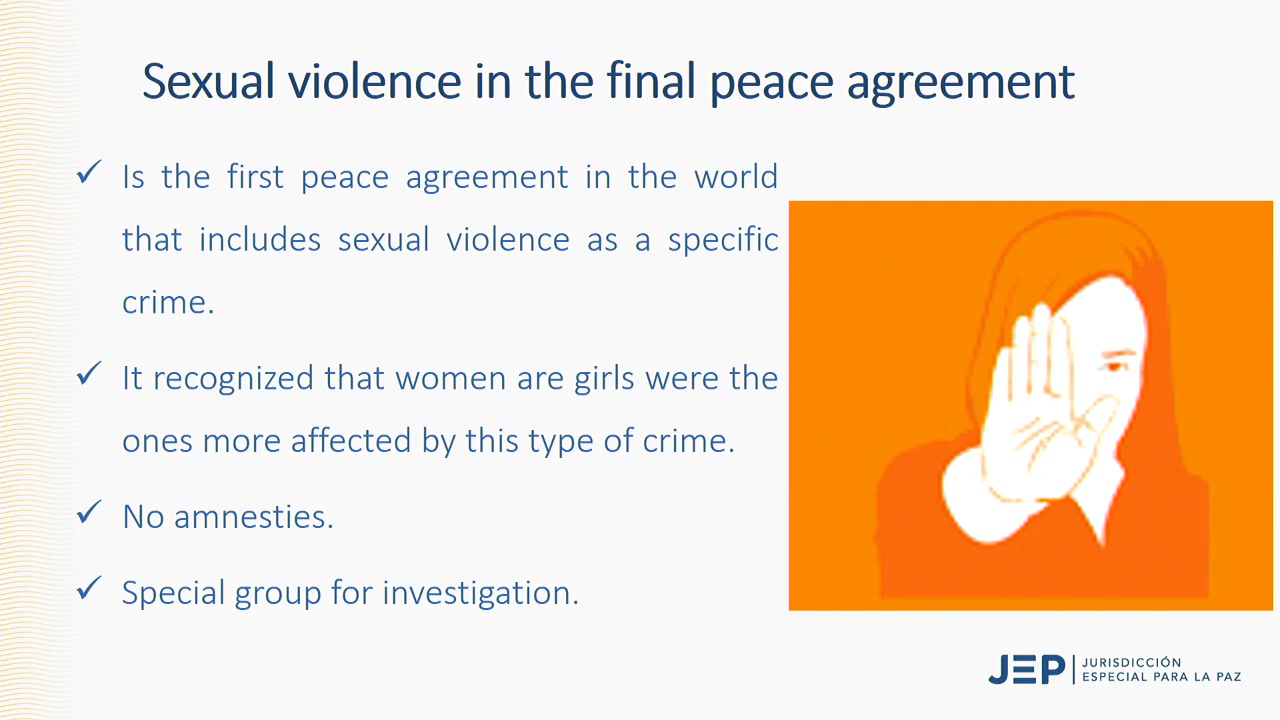 Sexual violence in the final peace agreement
✓ Is the first peace agreement in the world
that includes sexual violence as a specific
crime.
✓ It recognized that women are girls were the
ones more affected by this type of crime.
✓ No amnesties.
✓ Special group for investigation.
JEP | JURISDICCIÓN
ESPECIAL PARA LA PAZ